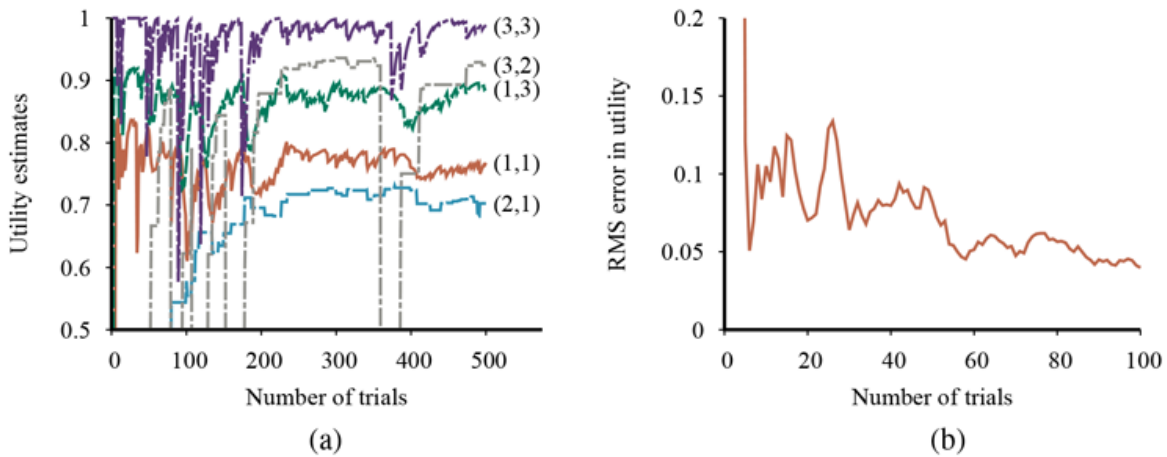 Utility estimates
1
0.9
0.8
0.7
0.6
0.5
0 100 200 300 400 500
Number of trials
(3,3)
(3,2)
(1,3)
(1,1)
(2,1)
(a)
RMS error in utility
0.2
0.15
0.1
0.05
0
0 20 40 60 80 100
Number of trials
(b)